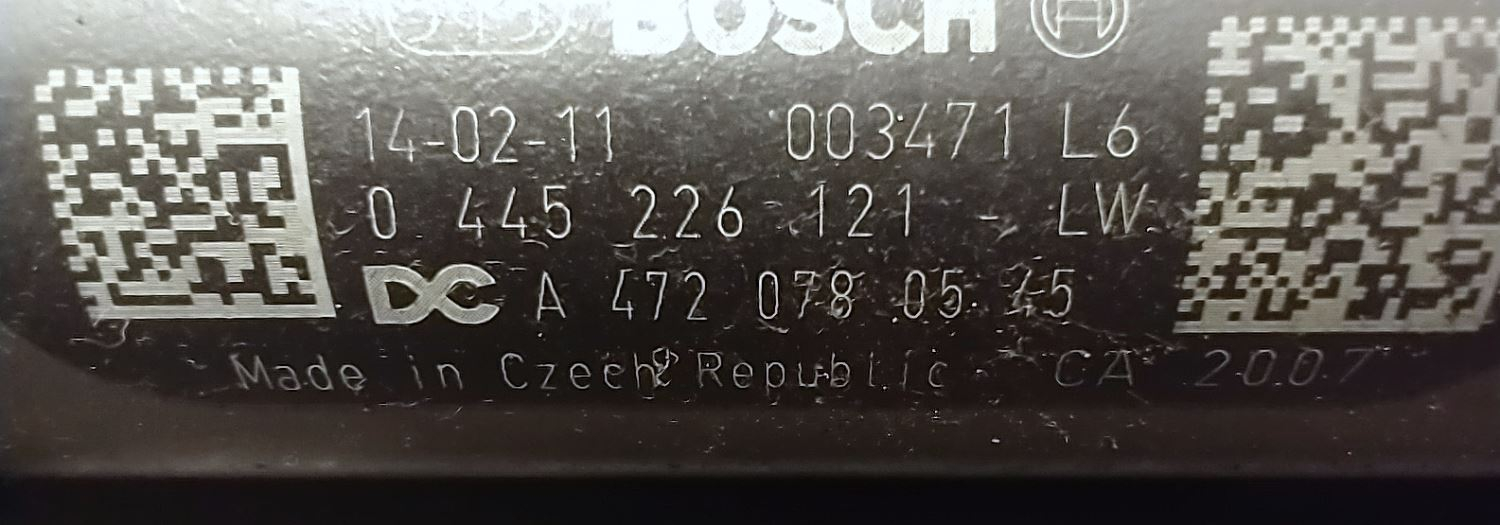 BOSCH
14-02-11 003471 L6
0 445 226 121 - LW
DC A 472 078 05 45
Made in Czech Republic CA 2007